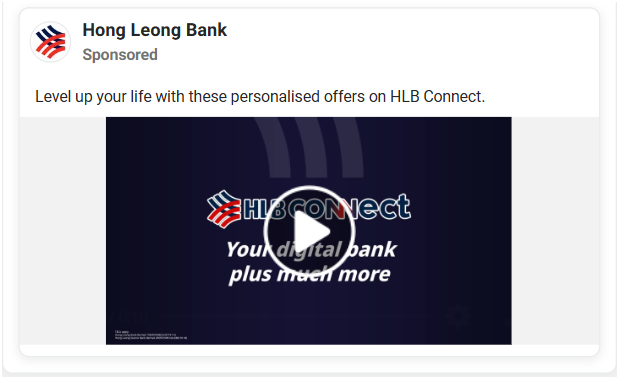 Hong Leong Bank
Sponsored
Level up your life with these personalised offers on HLB Connect.
HLB CONNect
Your digital bank
plus much more